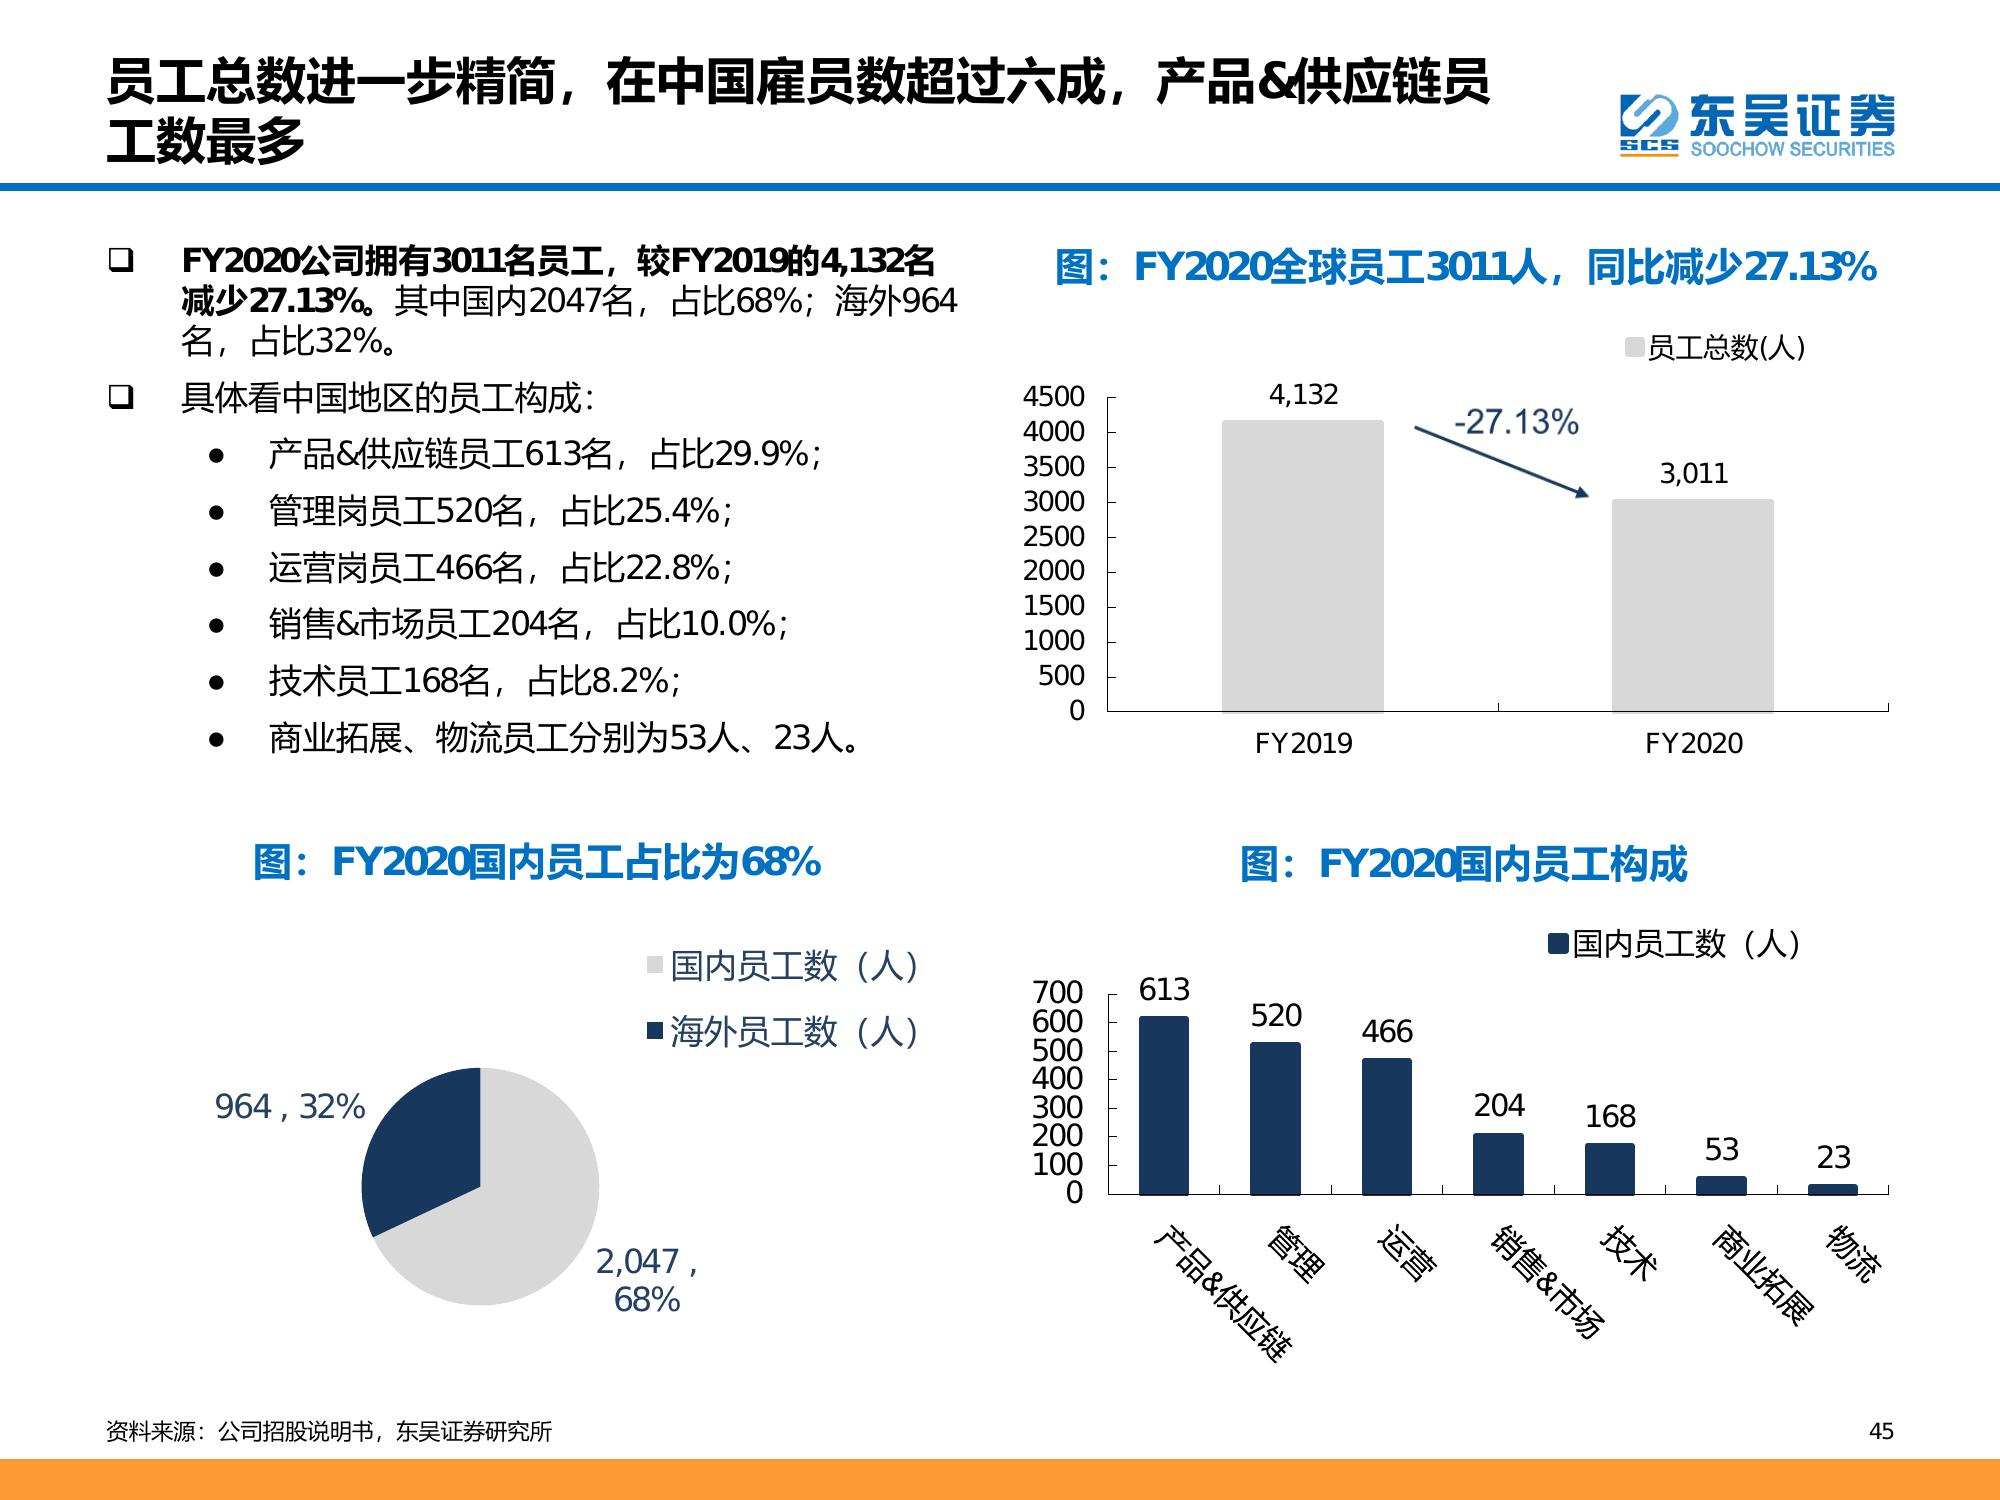 员工总数进一步精简，在中国雇员数超过六成，产品&供应链员
工数最多
东吴证券
SCS
SOOCHOW SECURITIES
❑ FY2020公司拥有3011名员工，较FY2019的4,132名
减少27.13%。其中国内2047名，占比68%；海外964
名，占比32%。
❑ 具体看中国地区的员工构成：
● 产品&供应链员工613名，占比29.9%；
● 管理岗员工520名，占比25.4%；
● 运营岗员工466名，占比22.8%；
● 销售&市场员工204名，占比10.0%；
● 技术员工168名，占比8.2%；
● 商业拓展、物流员工分别为53人、23人。
图：FY2020全球员工3011人，同比减少27.13%
员工总数(人)
4500
4000
3500
3000
2500
2000
1500
1000
500
0
4,132
-27.13%
3,011
FY2019
FY2020
图：FY2020国内员工占比为68%
国内员工数（人）
海外员工数（人）
964 , 32%
2,047 ,
68%
图：FY2020国内员工构成
国内员工数（人）
700
600
500
400
300
200
100
0
613
520
466
204
168
53
23
产品&供应链
管理
运营
销售&市场
技术
商业拓展
物流
资料来源：公司招股说明书，东吴证券研究所
45